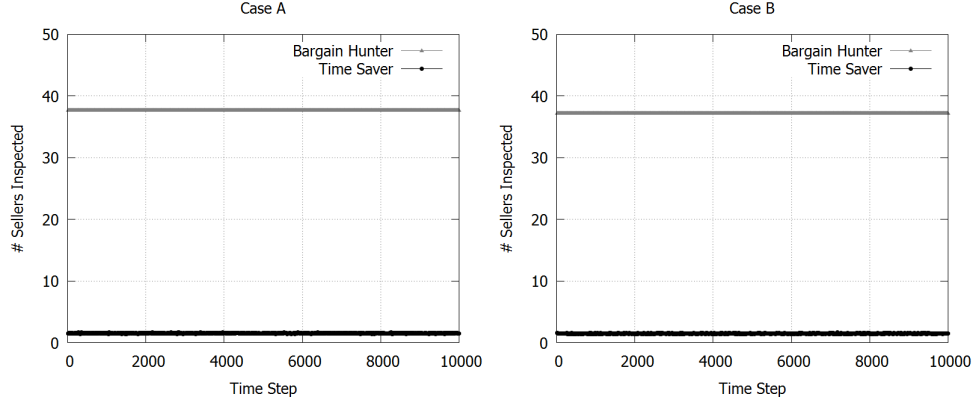 Case A
50
40
30
20
10
0
# Sellers Inspected
Bargain Hunter
Time Saver
0 2000 4000 6000 8000 10000
Time Step
Case B
50
40
30
20
10
0
# Sellers Inspected
Bargain Hunter
Time Saver
0 2000 4000 6000 8000 10000
Time Step